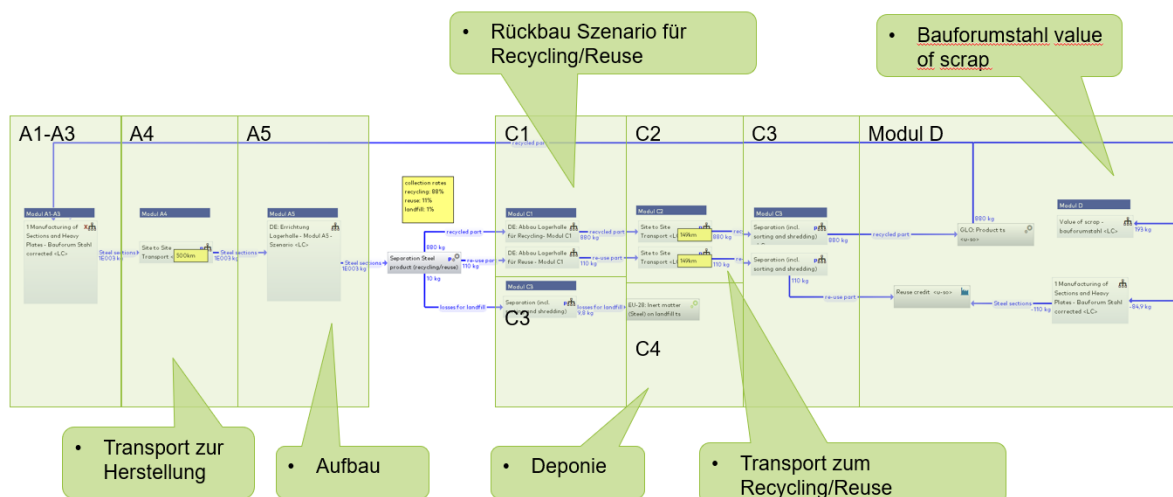 • Rückbau Szenario für
Recycling/Reuse
• Bauforumstahl value
of scrap
A1-A3
A4
A5
C1
C2
C3
Modul D
recycled part
collection rates
recycling: 88%
reuse: 11%
landfill: 1%
Modul A1-A3
1 Manufacturing of
Sections and Heavy
Plates - Bauforum Stahl
corrected <LC>
Steel sections
1E003 kg
Modul A4
Site to Site
Transport <L
300km
Steel sections
1E003 kg
Modul A5
DE: Errichtung
Lagerhalle - Modul A5 -
Szenario <LC>
Steel sections
1E003 kg
Separation Steel
product (recycling/reuse)
recycled part
880 kg
re-use part
110 kg
10 kg
losses for landfill
Modul C1
DE: Abbau Lagerhalle
für Recycling- Modul C1
recycled part
880 kg
DE: Abbau Lagerhalle
für Reuse - Modul C1
re-use part
110 kg
Modul C3
Separation (incl.
sorting and shredding)
losses for landfill
9.8 kg
C3
Modul C2
Site to Site
Transport <L
149km
880 kg
Site to Site
Transport <L
149km
110 kg
EU-28: Inert matter
(Steel) on landfill ts
C4
Modul C3
Separation (incl.
sorting and shredding)
recycled part
880 kg
Separation (incl.
sorting and shredding)
110 kg
re-use part
880 kg
GLO: Product ts
<u-so>
Modul D
Value of scrap -
bauforumstahl <LC>
193 kg
Reuse credit <u-so>
Steel sections
-110 kg
1 Manufacturing of
Sections and Heavy
Plates - Bauforum Stahl
corrected <LC>
-84.9 kg
• Transport zur
Herstellung
• Aufbau
• Deponie
• Transport zum
Recycling/Reuse